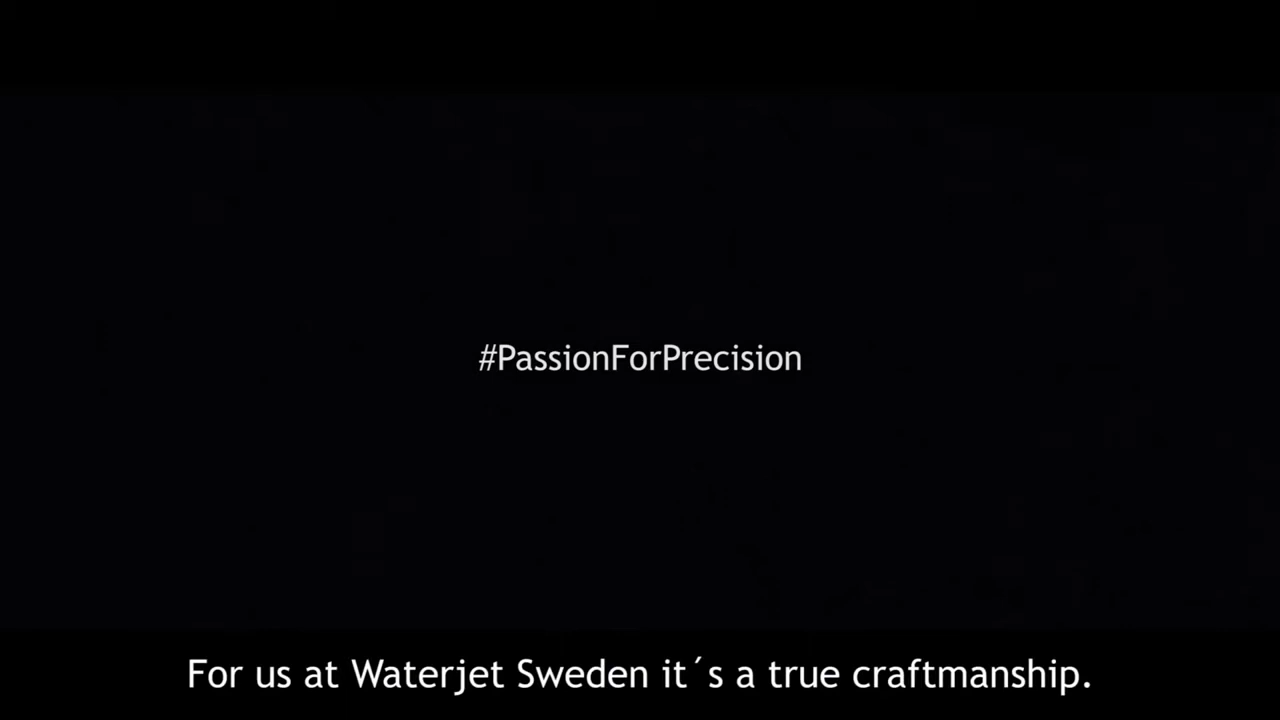 #PassionForPrecision
For us at Waterjet Sweden it´s a true craftmanship.